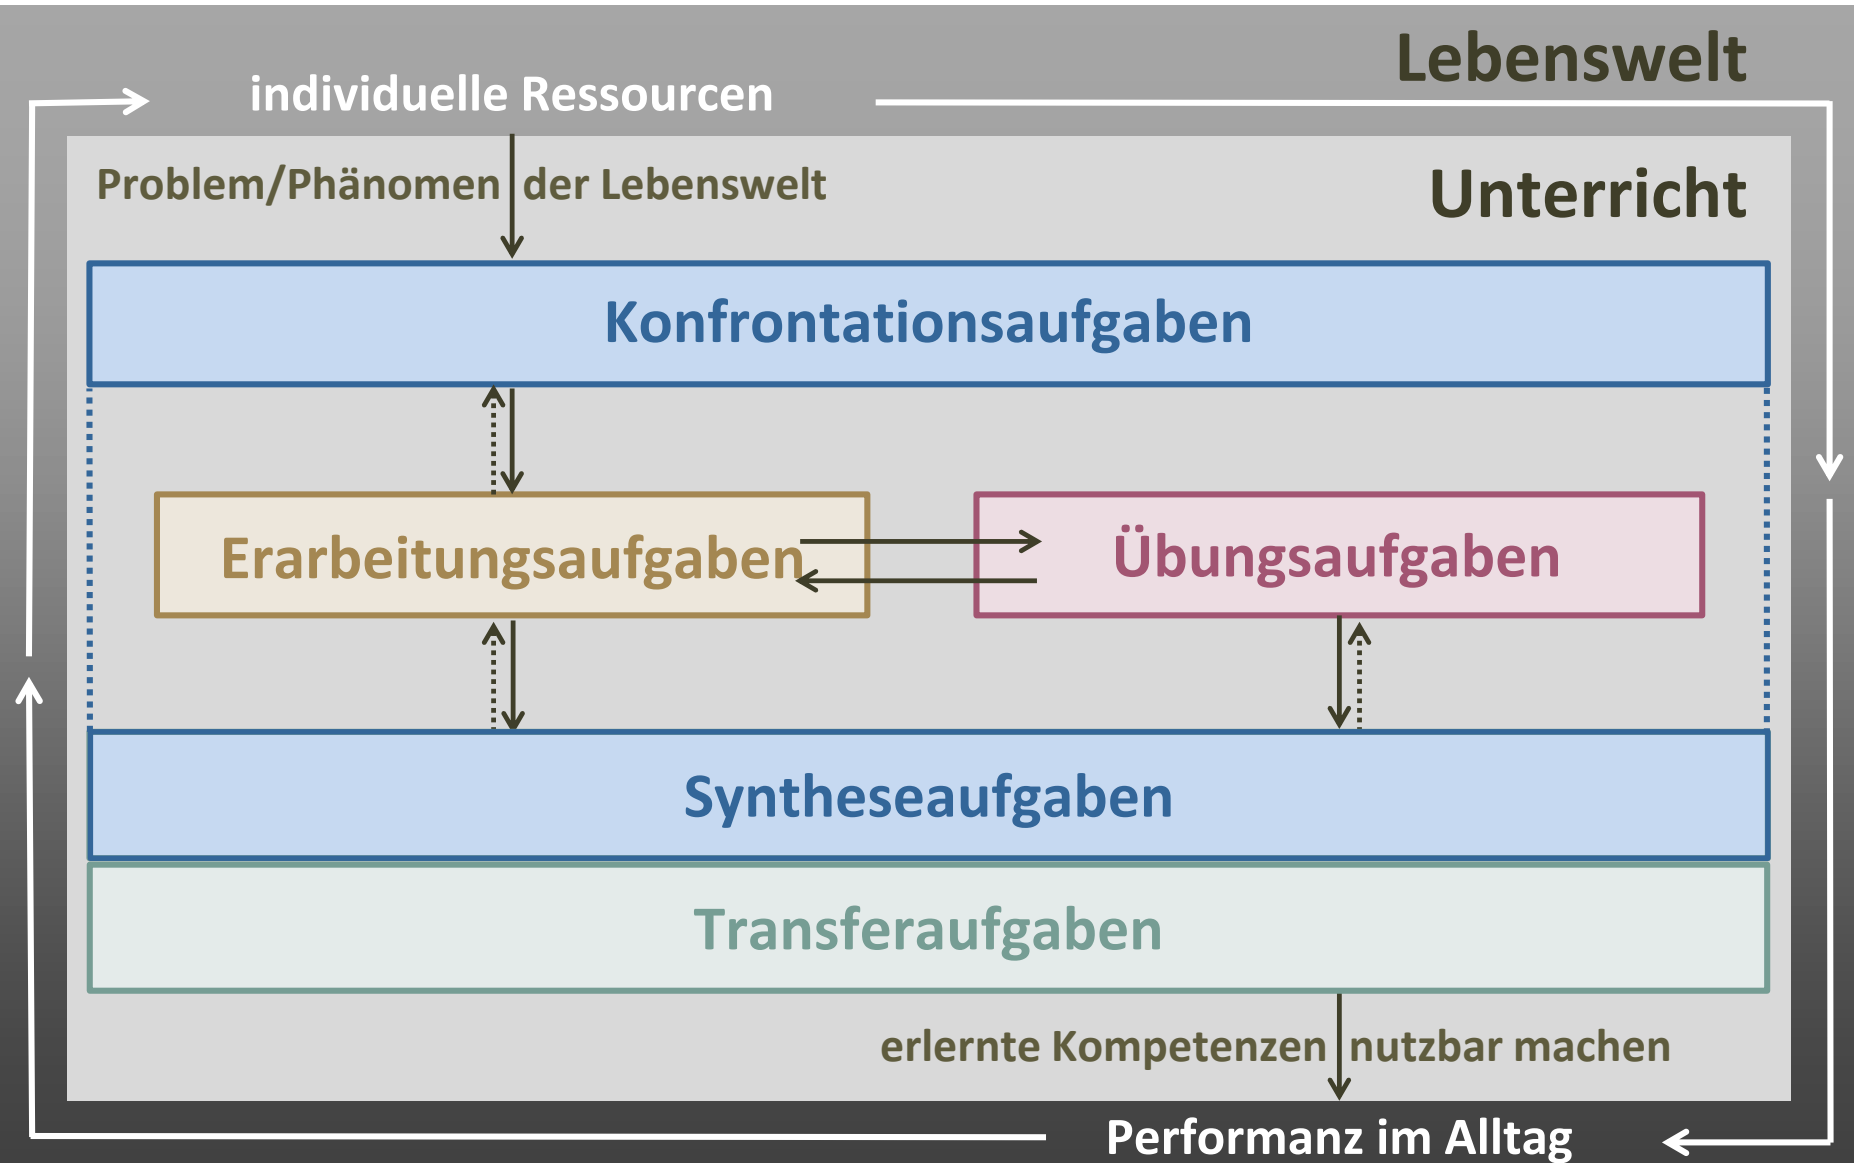 Lebenswelt
individuelle Ressourcen
Problem/Phänomen der Lebenswelt
Unterricht
Konfrontationsaufgaben
Erarbeitungsaufgaben
Übungsaufgaben
Syntheseaufgaben
Transferaufgaben
erlernte Kompetenzen nutzbar machen
Performanz im Alltag